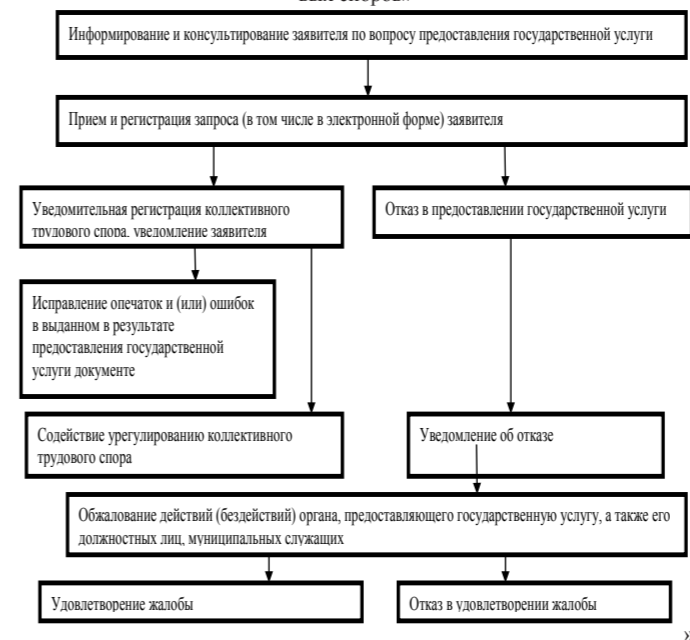 Информирование и консультирование заявителя по вопросу предоставления государственной услуги
Прием и регистрация запроса (в том числе в электронной форме) заявителя
Уведомительная регистрация коллективного
трудового спора, уведомление заявителя
Отказ в предоставлении государственной услуги
Исправление опечаток и (или) ошибок
в выданном в результате
предоставления государственной
услуги документе
Содействие урегулированию коллективного
трудового спора
Уведомление об отказе
Обжалование действий (бездействий) органа, предоставляющего государственную услугу, а также его
должностных лиц, муниципальных служащих
Удовлетворение жалобы
Отказ в удовлетворении жалобы
»